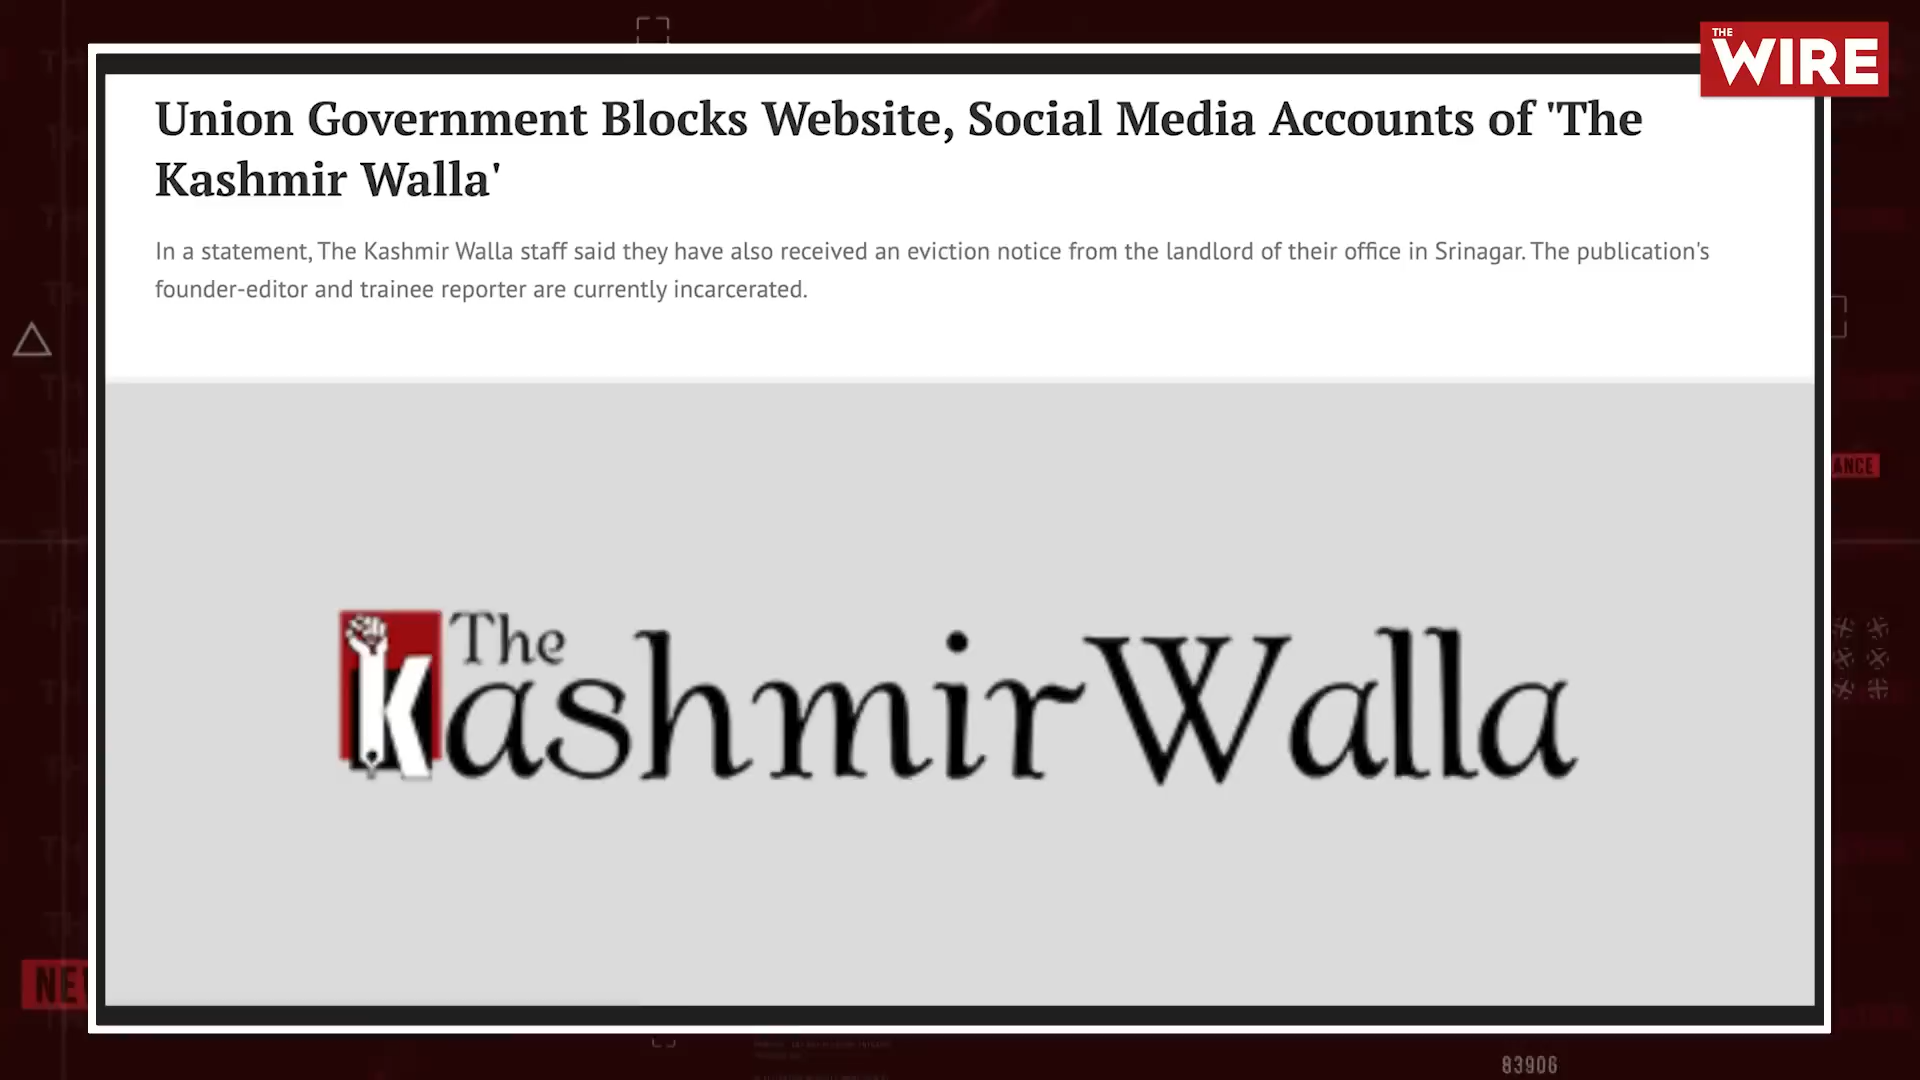 THE
WIRE
Union Government Blocks Website, Social Media Accounts of 'The
Kashmir Walla'
In a statement, The Kashmir Walla staff said they have also received an eviction notice from the landlord of their office in Srinagar. The publication's
founder-editor and trainee reporter are currently incarcerated.
ANCE
The
KashmirWalla
NE
83906